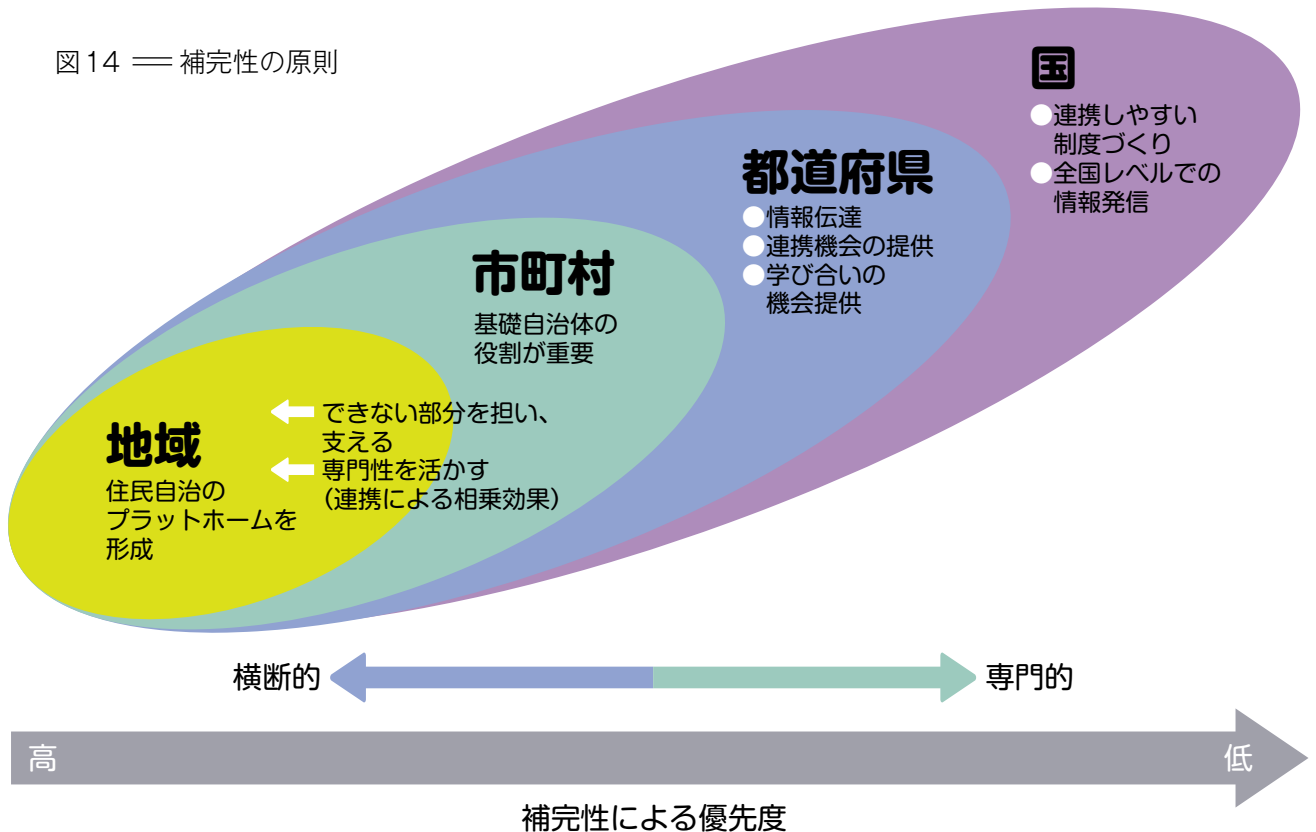 図14 ══ 補完性の原則
国
●連携しやすい
制度づくり
●全国レベルでの
情報発信
都道府県
●情報伝達
●連携機会の提供
●学び合いの
機会提供
市町村
基礎自治体の
役割が重要
できない部分を担い、
支える
専門性を活かす
(連携による相乗効果)
地域
住民自治の
プラットホームを
形成
横断的
専門的
高
低
補完性による優先度